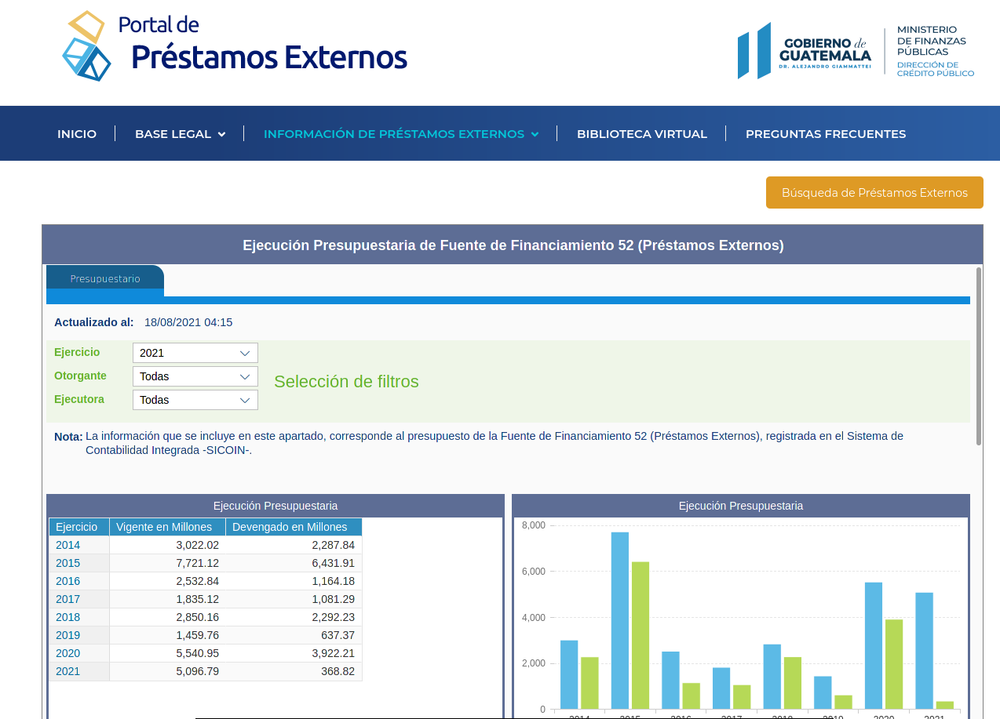 Portal de
Préstamos Externos
GOBIERNO de
GUATEMALA
DR. ALEJANDRO GIAMMATTEI
MINISTERIO
DE FINANZAS
PÚBLICAS
DIRECCIÓN DE
CRÉDITO PÚBLICO
INICIO BASE LEGAL INFORMACIÓN DE PRÉSTAMOS EXTERNOS BIBLIOTECA VIRTUAL PREGUNTAS FRECUENTES
Búsqueda de Préstamos Externos
Ejecución Presupuestaria de Fuente de Financiamiento 52 (Préstamos Externos)
Presupuestario
Actualizado al: 18/08/2021 04:15
Ejercicio 2021
Otorgante Todas
Ejecutora Todas
Selección de filtros
Nota: La información que se incluye en este apartado, corresponde al presupuesto de la Fuente de Financiamiento 52 (Préstamos Externos), registrada en el Sistema de
Contabilidad Integrada -SICOIN-.
Ejecución Presupuestaria
Ejercicio Vigente en Millones Devengado en Millones
2014 3,022.02 2,287.84
2015 7,721.12 6,431.91
2016 2,532.84 1,164.18
2017 1,835.12 1,081.29
2018 2,850.16 2,292.23
2019 1,459.76 637.37
2020 5,540.95 3,922.21
2021 5,096.79 368.82
Ejecución Presupuestaria
8,000
6,000
4,000
2,000
0
2014 2015 2016 2017 2018 2019 2020 2021